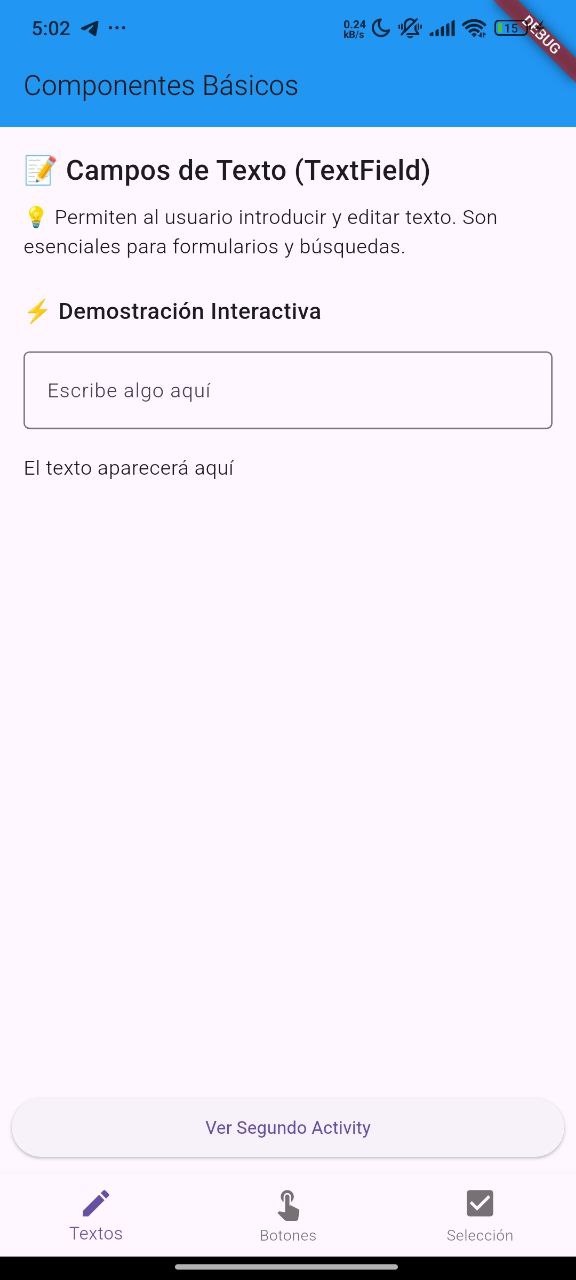 5:02
0.24
kB/s
15
DEBUG
Componentes Básicos
📝 Campos de Texto (TextField)
💡 Permiten al usuario introducir y editar texto. Son
esenciales para formularios y búsquedas.
⚡ Demostración Interactiva
Escribe algo aquí
El texto aparecerá aquí
Ver Segundo Activity
Textos
Botones
Selección